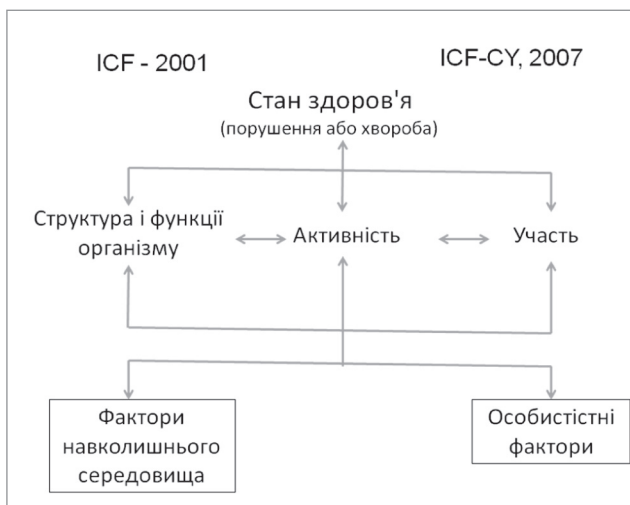 ICF - 2001
ICF-CY, 2007
Стан здоров'я
(порушення або хвороба)
Структура і функції
організму
Активність
Участь
Фактори
навколишнього
середовища
Особистістні
фактори